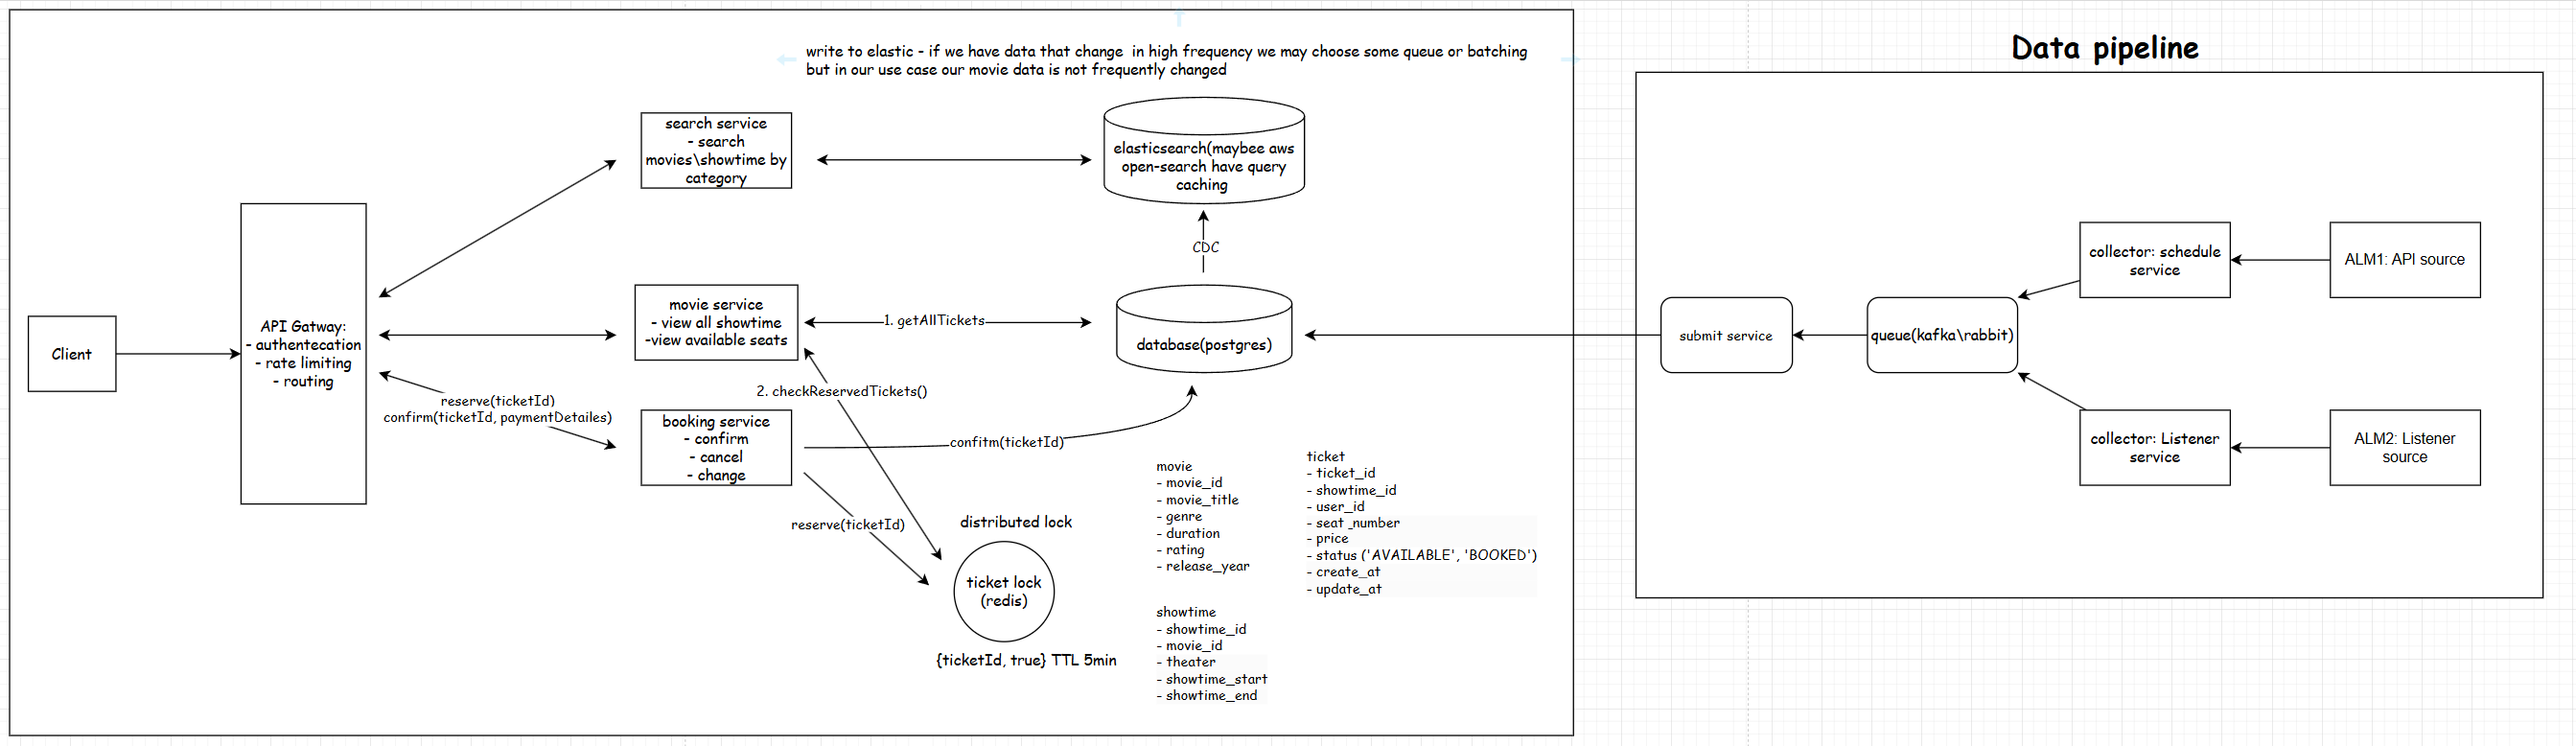 write to elastic - if we have data that change in high frequency we may choose some queue or batching
but in our use case our movie data is not frequently changed
Data pipeline
search service
- search
movies\showtime by
category
elasticsearch(maybee aws
open-search have query
caching
CDC
Client
API Gatway:
- authentecation
- rate limiting
- routing
movie service
- view all showtime
-view available seats
1. getAllTickets
database(postgres)
2. checkReservedTickets()
reserve(ticketId)
confirm(ticketId, paymentDetailes)
booking service
- confirm
- cancel
- change
confitm(ticketId)
reserve(ticketId)
distributed lock
ticket lock
(redis)
{ticketId, true} TTL 5min
movie
- movie_id
- movie_title
- genre
- duration
- rating
- release_year
showtime
- showtime_id
- movie_id
- theater
- showtime_start
- showtime_end
ticket
- ticket_id
- showtime_id
- user_id
- seat _number
- price
- status ('AVAILABLE', 'BOOKED')
- create_at
- update_at
submit service
queue(kafka\rabbit)
collector: schedule
service
ALM1: API source
collector: Listener
service
ALM2: Listener
source